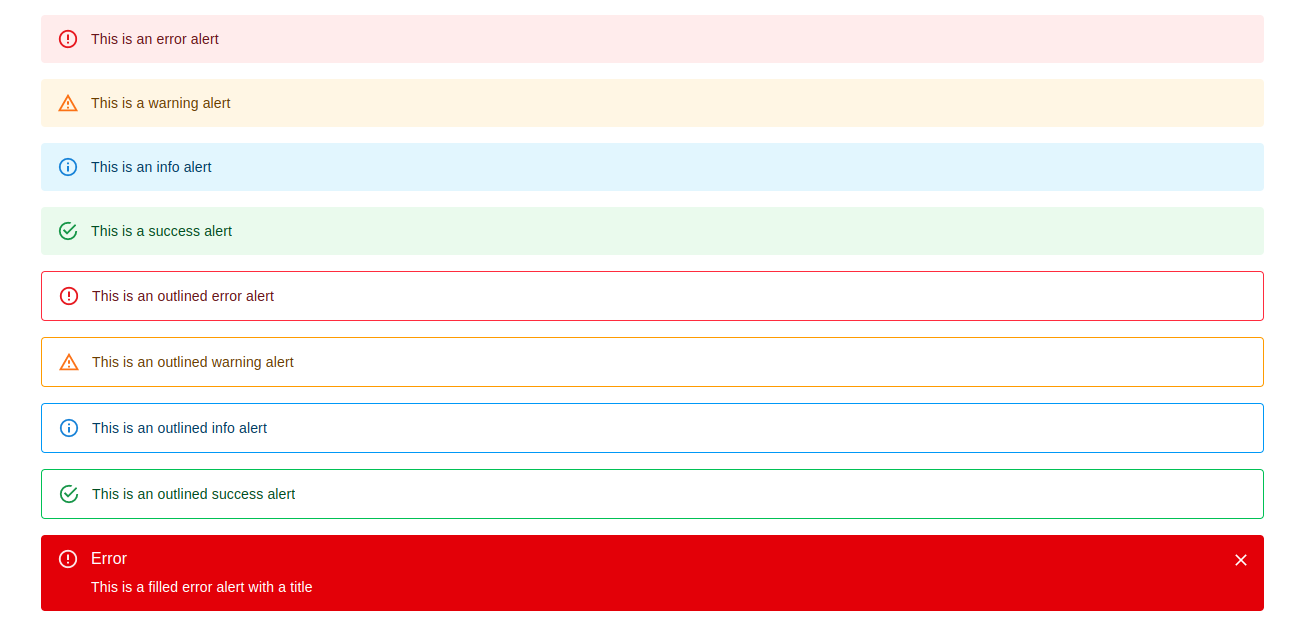 This is an error alert
This is a warning alert
This is an info alert
This is a success alert
This is an outlined error alert
This is an outlined warning alert
This is an outlined info alert
This is an outlined success alert
Error
This is a filled error alert with a title